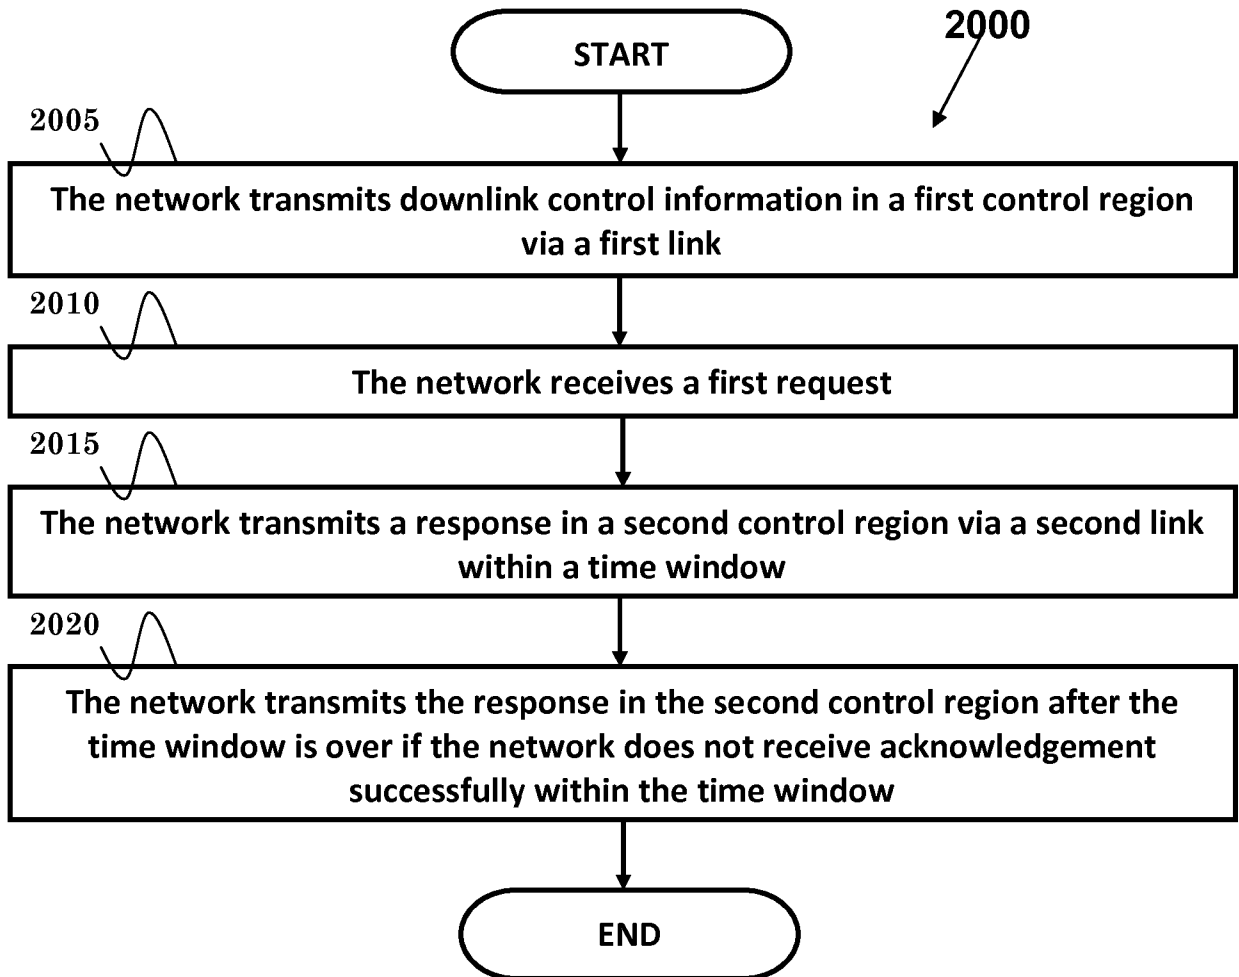 2000
START
2005
The network transmits downlink control information in a first control region
via a first link
2010
The network receives a first request
2015
The network transmits a response in a second control region via a second link
within a time window
2020
The network transmits the response in the second control region after the
time window is over if the network does not receive acknowledgement
successfully within the time window
END